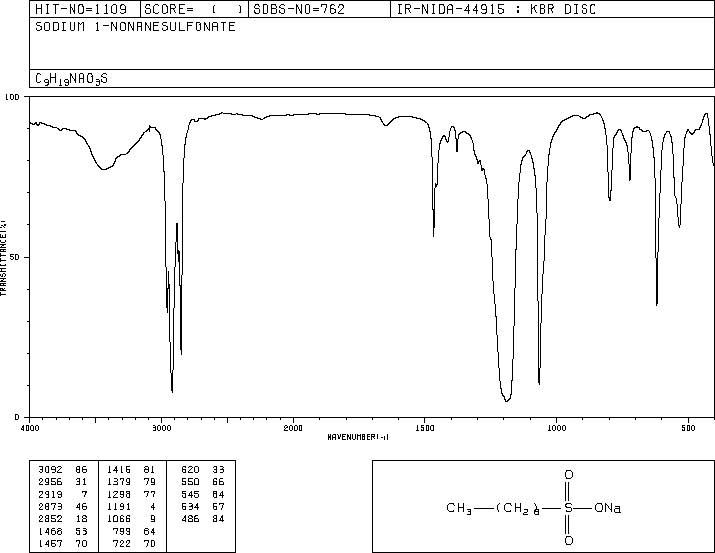 HIT-NO=1109 SCORE= ( ) SDBS-NO=762 IR-NIDA-44915 : KBR DISC
SODIUM 1-NONANESULFONATE
C9H19NAO3S
100
TRANSMITTANCE(%)
50
0
4000 3000 2000 1500 1000 500
WAVENUMBER(-1)
3092 86 1416 81 620 33
2956 31 1379 79 550 66
2919 7 1298 77 545 64
2873 46 1191 4 534 57
2852 18 1066 9 486 84
1468 53 799 64
1457 70 722 70
O
CH3 (CH2)8 S ONa
O